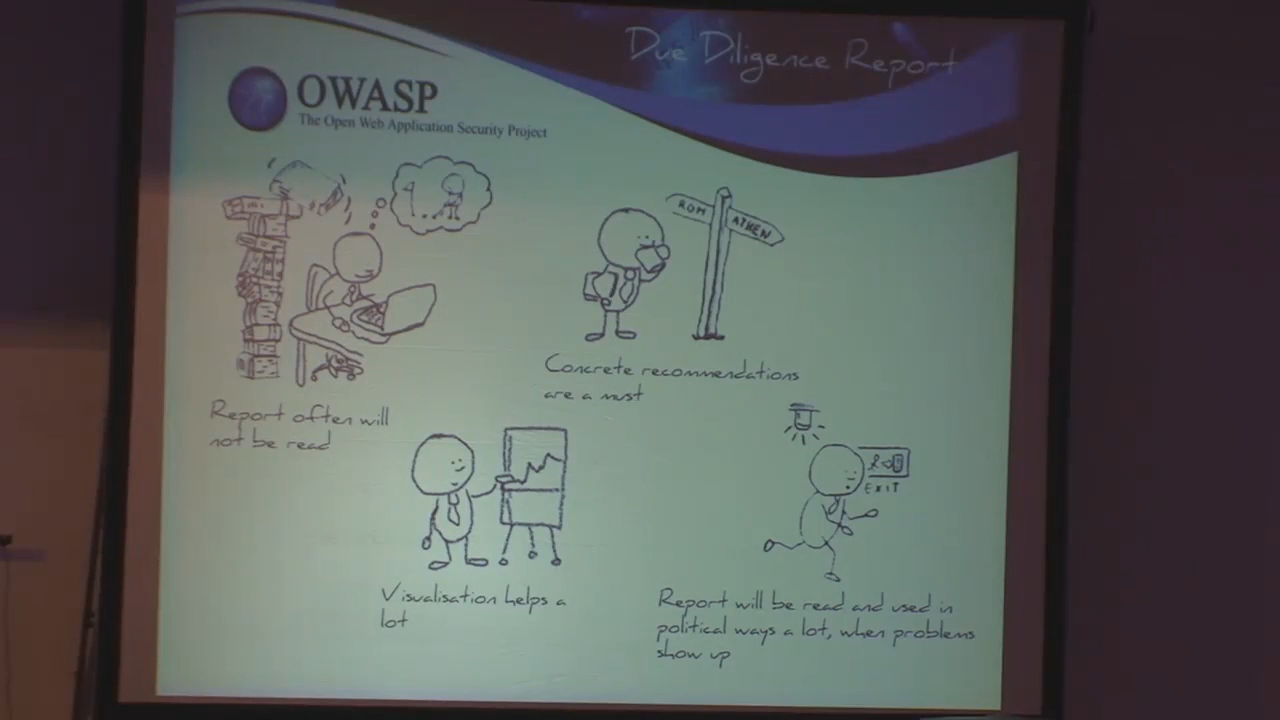 Due Diligence Report
OWASP
The Open Web Application Security Project
ROM
ATHEN
Concrete recommendations
are a must
Report often will
not be read
EXIT
Visualisation helps a
lot
Report will be read and used in
political ways a lot, when problems
show up